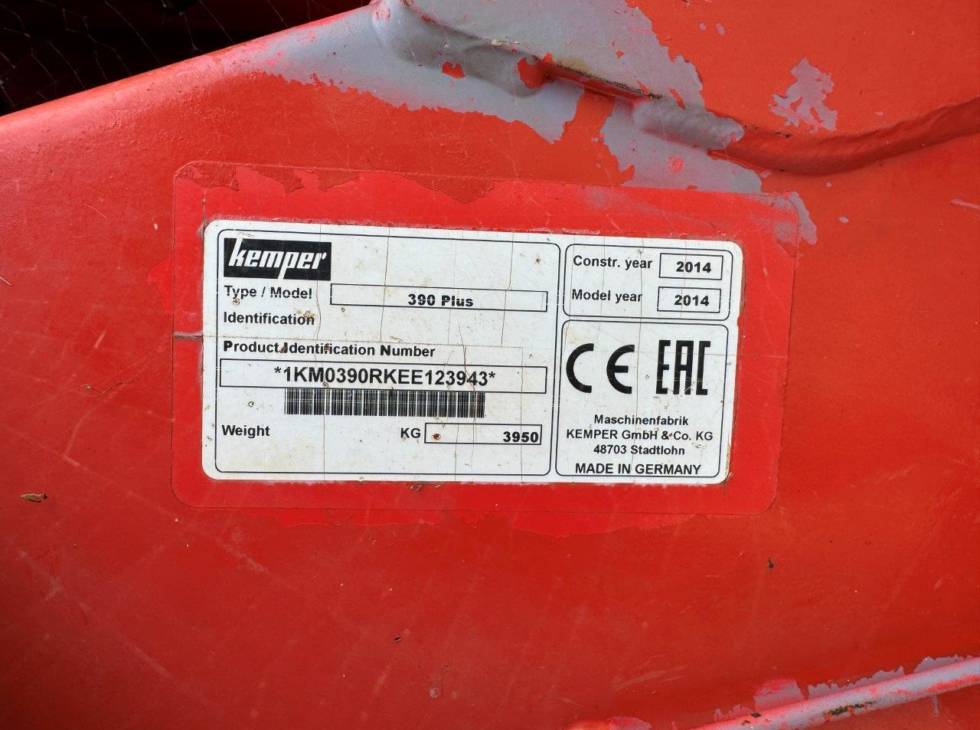 kemper
Type / Model 390 Plus
Identification
Product Identification Number
*1KM0390RKEE123943*
Weight KG 3950
Constr. year 2014
Model year 2014
CE EAC
Maschinenfabrik
KEMPER GmbH & Co. KG
48703 Stadtlohn
MADE IN GERMANY